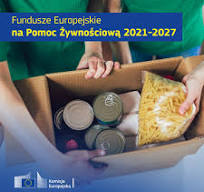 Fundusze Europejskie
na Pomoc Żywnościową 2021-2027
Komisja
Europejska